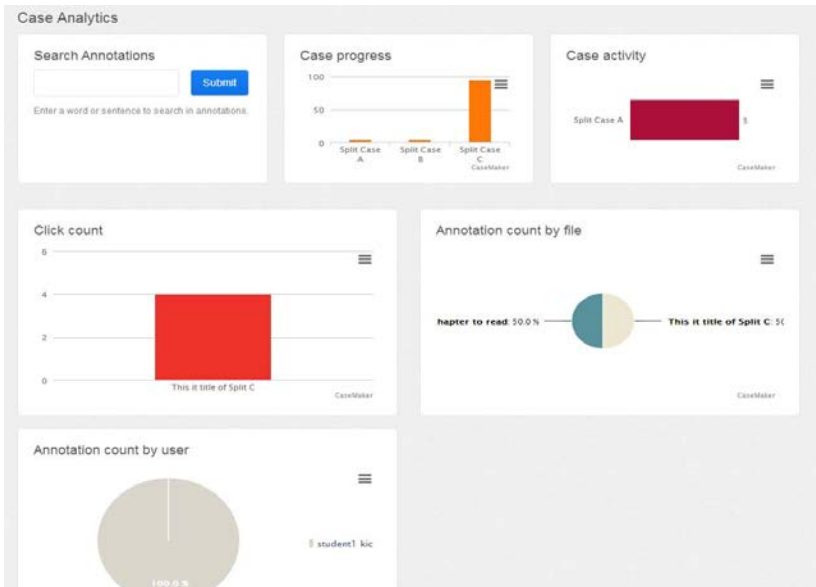 Case Analytics
Search Annotations
Submit
Enter a word or sentence to search in annotations.
Case progress
100
50
0
Split Case
A
Split Case
B
Split Case
C
CaseMaker
Case activity
Split Case A
CaseMaker
Click count
6
4
2
0
This it title of Split C
CaseMaker
Annotation count by file
hapter to read: 50.0 %
This it title of Split C: 50
CaseMaker
Annotation count by user
student1 kic
100.0 %